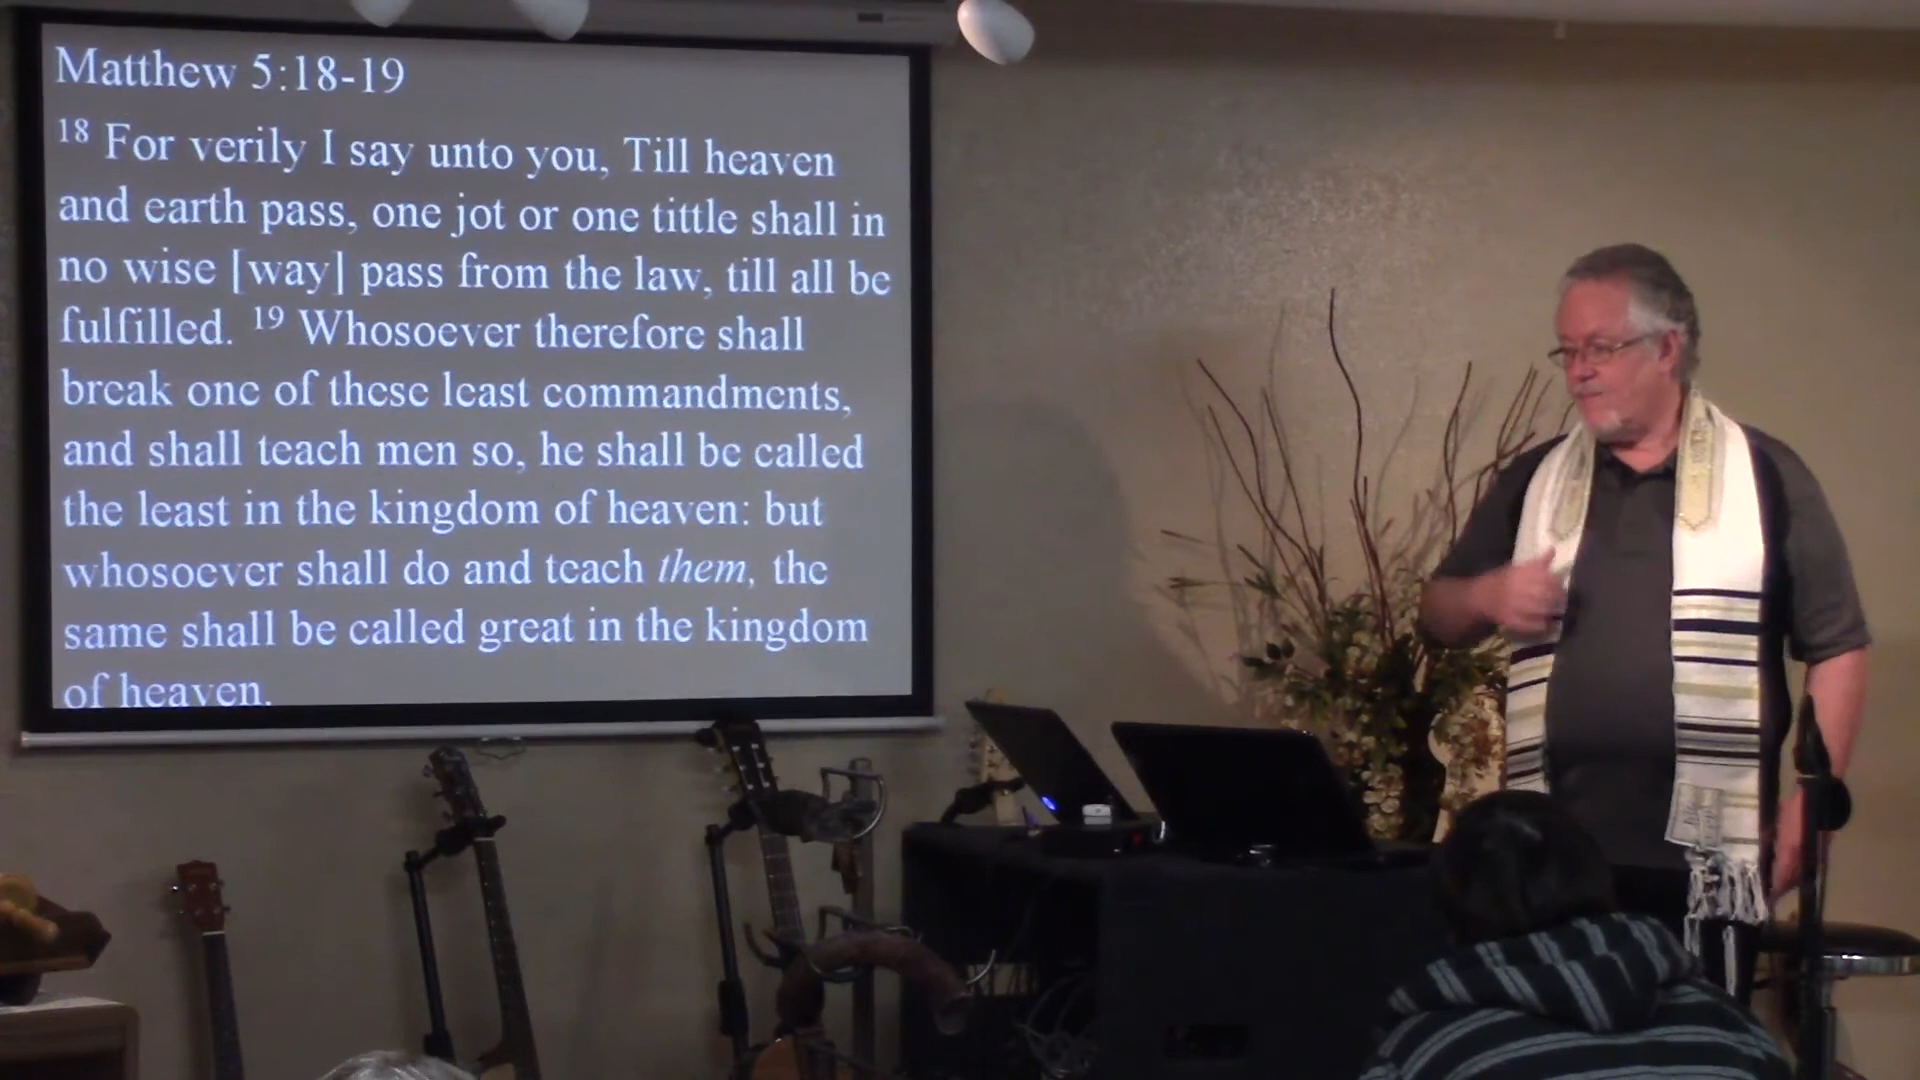 Matthew 5:18-19
18 For verily I say unto you, Till heaven
and earth pass, one jot or one tittle shall in
no wise [way] pass from the law, till all be
fulfilled. 19 Whosoever therefore shall
break one of these least commandments,
and shall teach men so, he shall be called
the least in the kingdom of heaven: but
whosoever shall do and teach them, the
same shall be called great in the kingdom
of heaven.